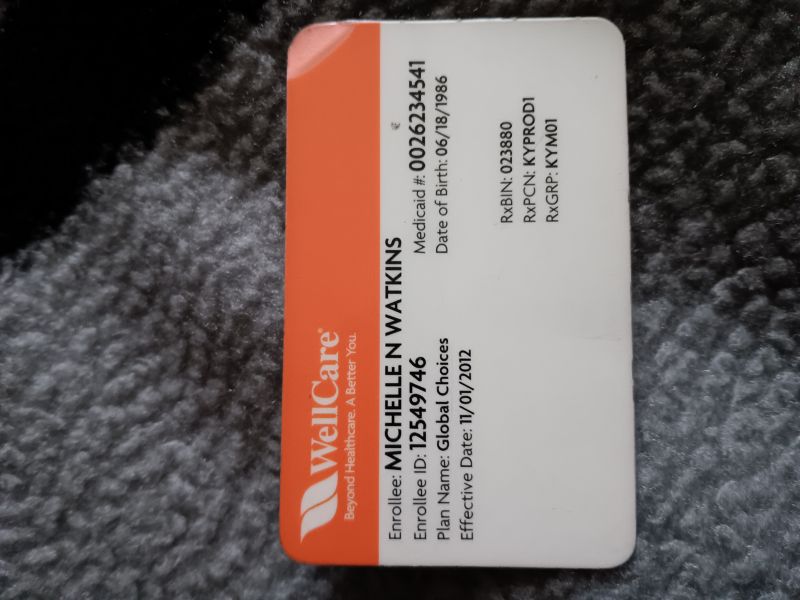 WellCare®
Beyond Healthcare. A Better You.
Enrollee: MICHELLE N WATKINS
Enrollee ID: 12549746
Medicaid #: 0026234541
Plan Name: Global Choices
Date of Birth: 06/18/1986
Effective Date: 11/01/2012
RxBIN: 023880
RxPCN: KYPROD1
RxGRP: KYM01